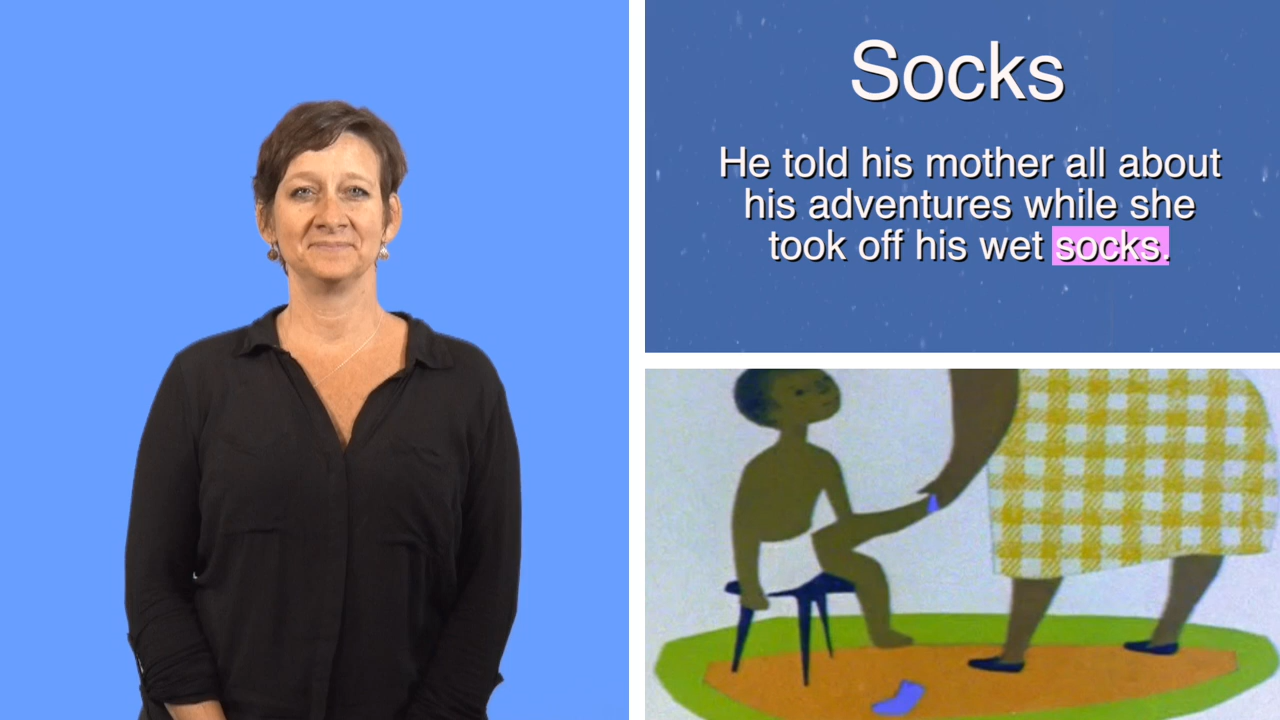 Socks
He told his mother all about
his adventures while she
took off his wet socks.